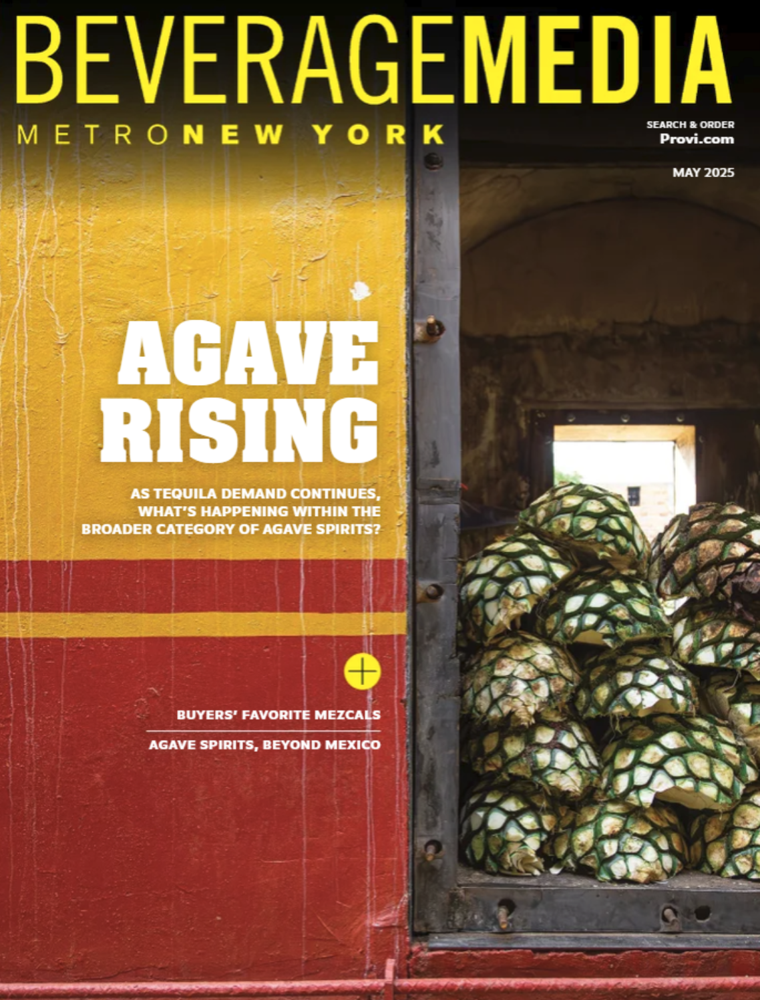 BEVERAGEMEDIA
METRONEW YORK
SEARCH & ORDER
Provi.com
MAY 2025
AGAVE
RISING
AS TEQUILA DEMAND CONTINUES,
WHAT'S HAPPENING WITHIN THE
BROADER CATEGORY OF AGAVE SPIRITS?
BUYERS' FAVORITE MEZCALS
AGAVE SPIRITS, BEYOND MEXICO